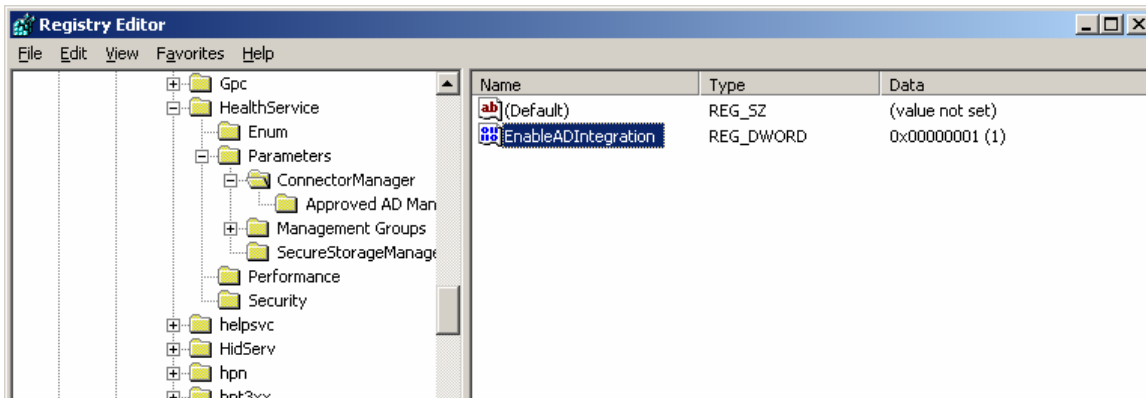 Registry Editor
File Edit View Favorites Help
Gpc
HealthService
Enum
Parameters
ConnectorManager
Approved AD Man
Management Groups
SecureStorageManage
Performance
Security
helpsvc
HidServ
hpn
hpt3xx
Name Type Data
(Default) REG_SZ (value not set)
EnableADIntegration REG_DWORD 0x00000001 (1)